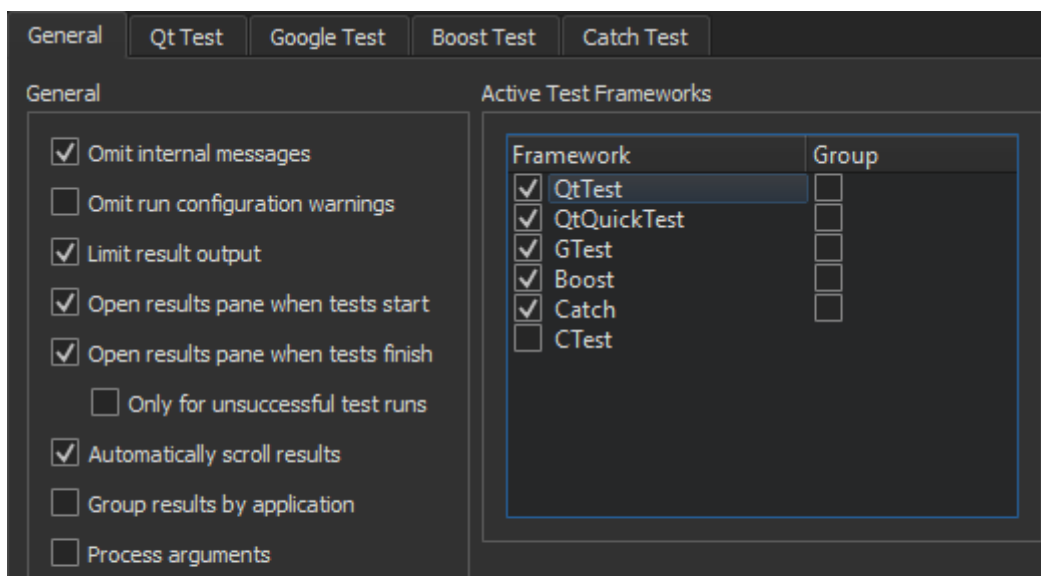 General Qt Test Google Test Boost Test Catch Test
General
Omit internal messages
Omit run configuration warnings
Limit result output
Open results pane when tests start
Open results pane when tests finish
Only for unsuccessful test runs
Automatically scroll results
Group results by application
Process arguments
Active Test Frameworks
Framework Group
QtTest
QtQuickTest
GTest
Boost
Catch
CTest